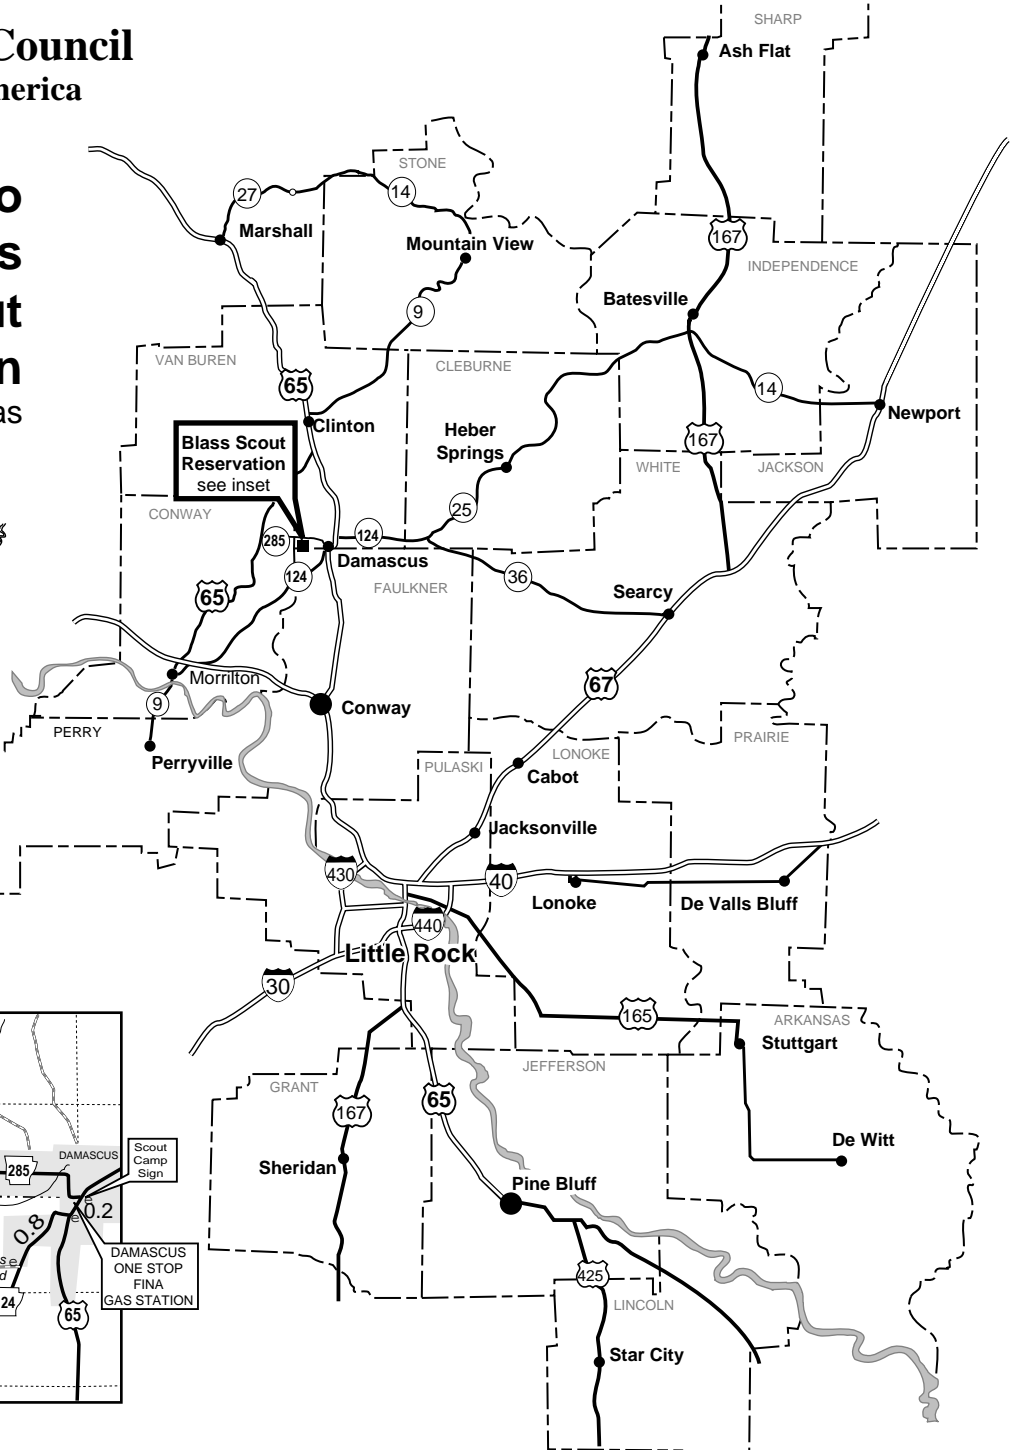 Council
merica
o
s
ut
n
as
SHARP
Ash Flat
STONE
27
14
Marshall
Mountain View
167
INDEPENDENCE
9
Batesville
VAN BUREN
CLEBURNE
65
14
Clinton
Newport
Heber
Springs
167
Blass Scout
Reservation
see inset
WHITE
JACKSON
CONWAY
25
285
124
Damascus
124
FAULKNER
36
65
Searcy
Morrilton
67
9
Conway
PERRY
PRAIRIE
Perryville
PULASKI
LONOKE
Cabot
Jacksonville
430
40
Lonoke
De Valls Bluff
440
Little Rock
30
165
ARKANSAS
Stuttgart
JEFFERSON
GRANT
65
167
De Witt
Sheridan
Pine Bluff
425
LINCOLN
Star City
DAMASCUS
Scout
Camp
Sign
285
e
0.2
e
0.8
s e
d
DAMASCUS
ONE STOP
FINA
GAS STATION
24
65